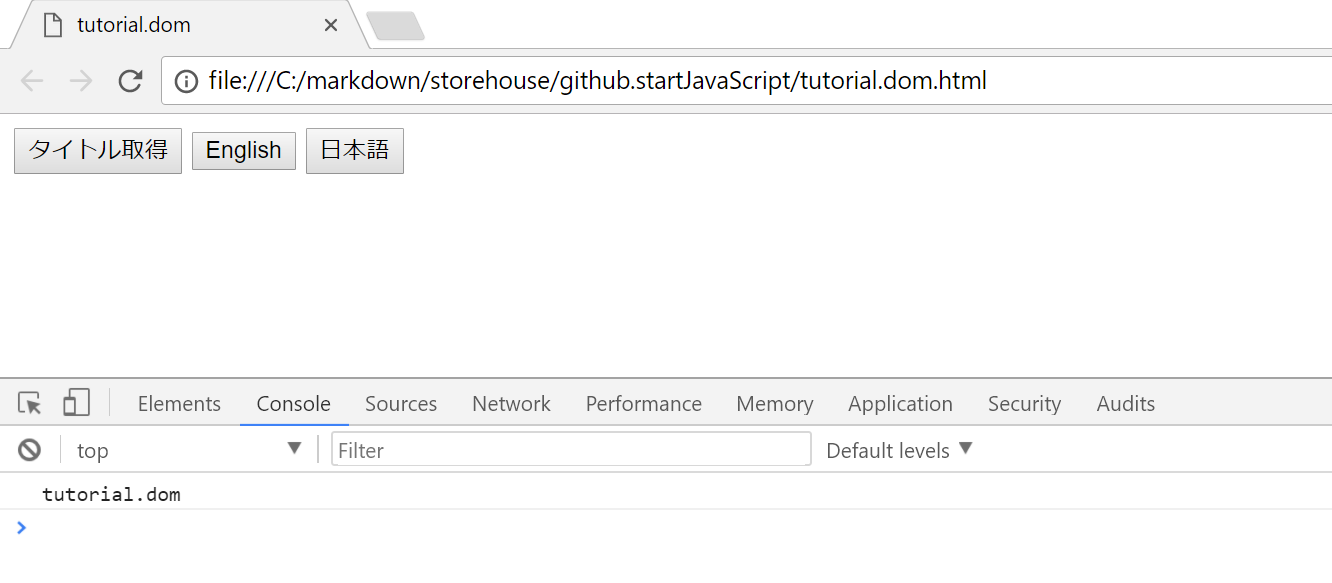 tutorial.dom
file:///C:/markdown/storehouse/github.startJavaScript/tutorial.dom.html
タイトル取得 English 日本語
Elements Console Sources Network Performance Memory Application Security Audits
top Filter Default levels
tutorial.dom